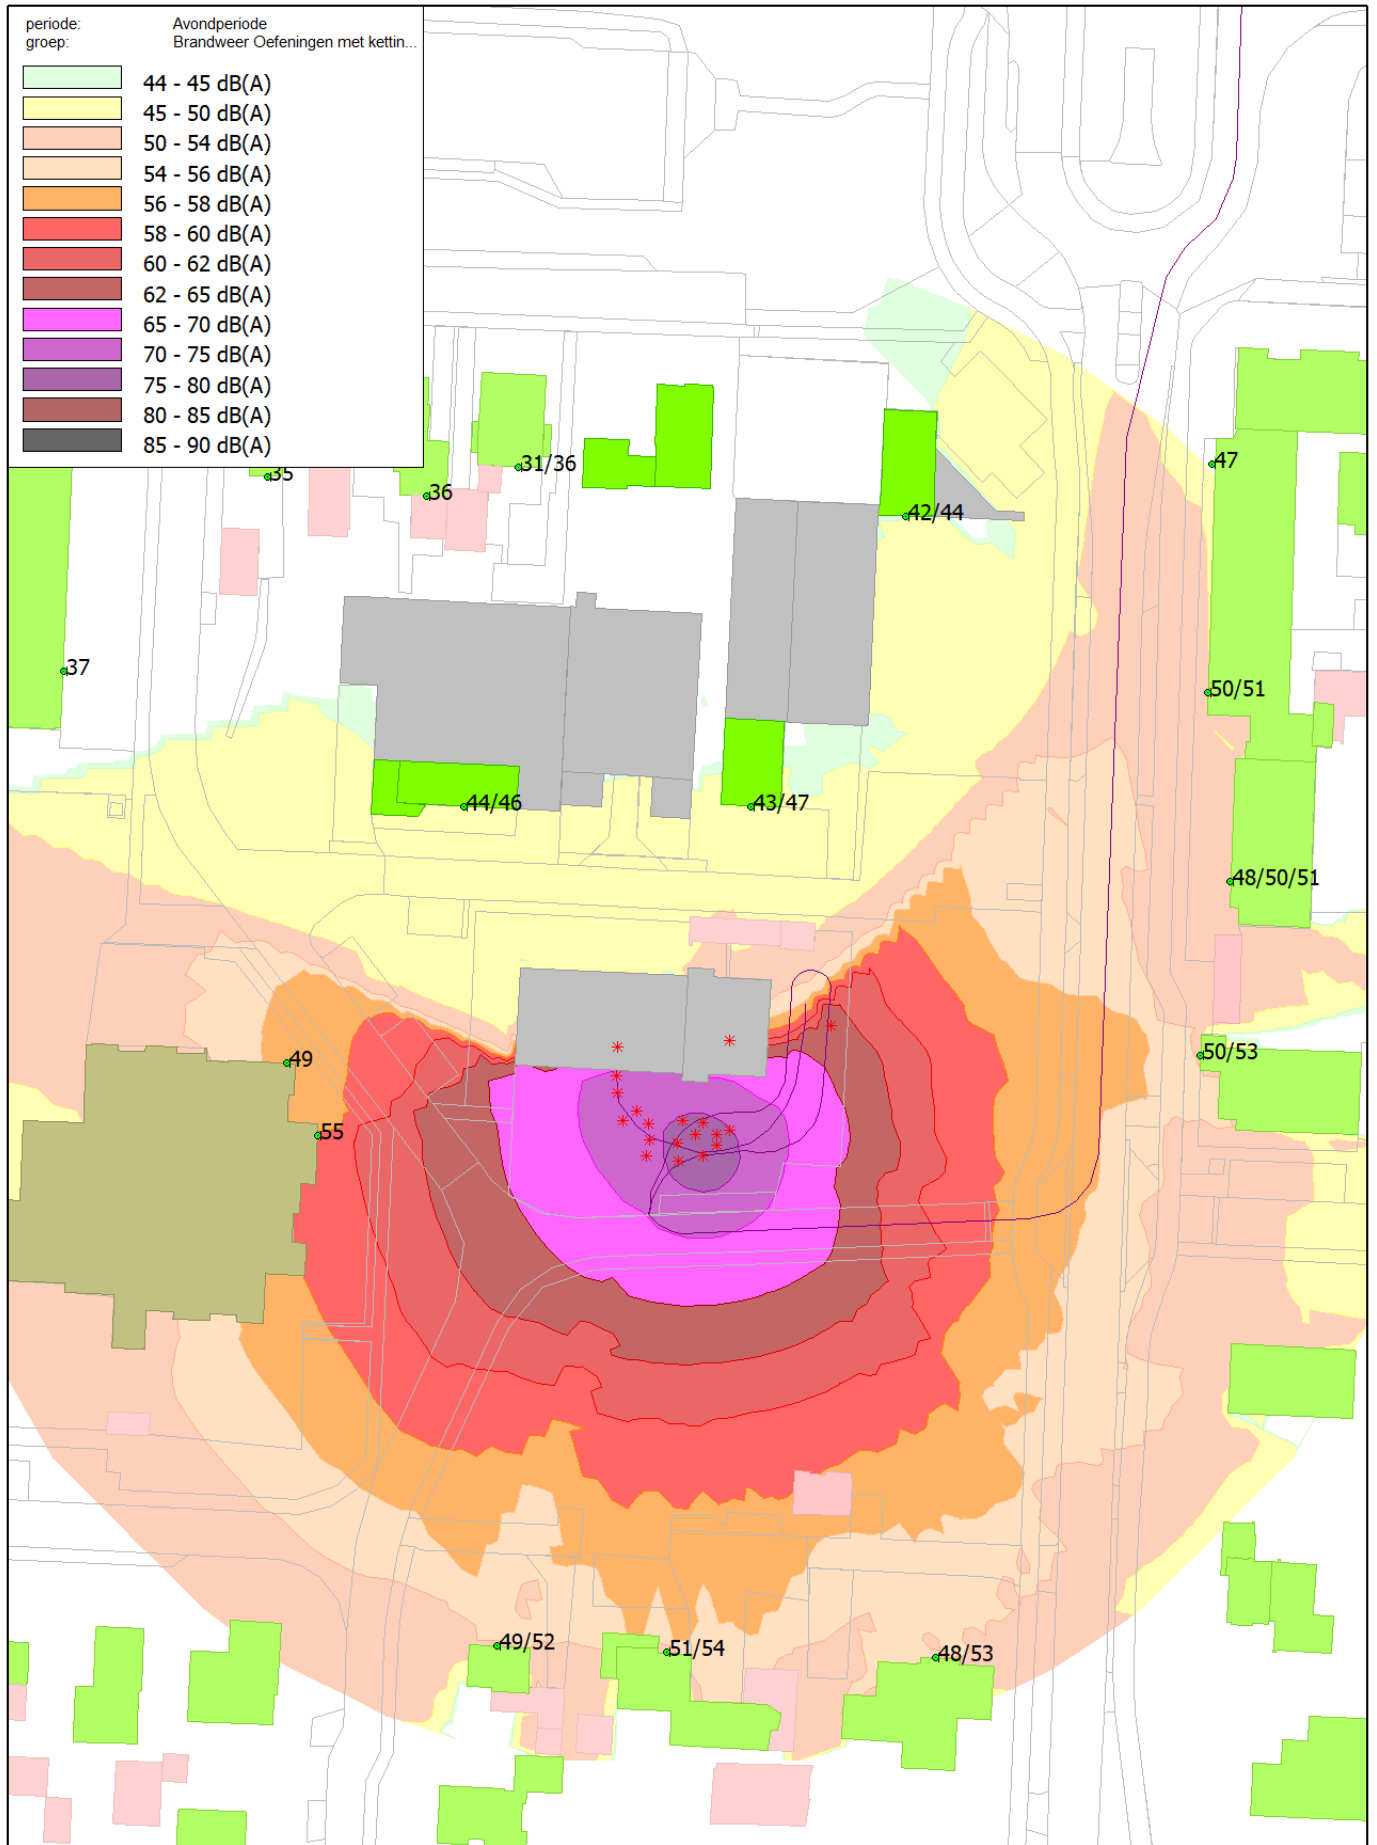 periode: Avondperiode
groep: Brandweer Oefeningen met kettin...
44 - 45 dB(A)
45 - 50 dB(A)
50 - 54 dB(A)
54 - 56 dB(A)
56 - 58 dB(A)
58 - 60 dB(A)
60 - 62 dB(A)
62 - 65 dB(A)
65 - 70 dB(A)
70 - 75 dB(A)
75 - 80 dB(A)
80 - 85 dB(A)
85 - 90 dB(A)
31/36
47
35
36
42/44
37
50/51
44/46
43/47
48/50/51
49
50/53
55
49/52
51/54
48/53